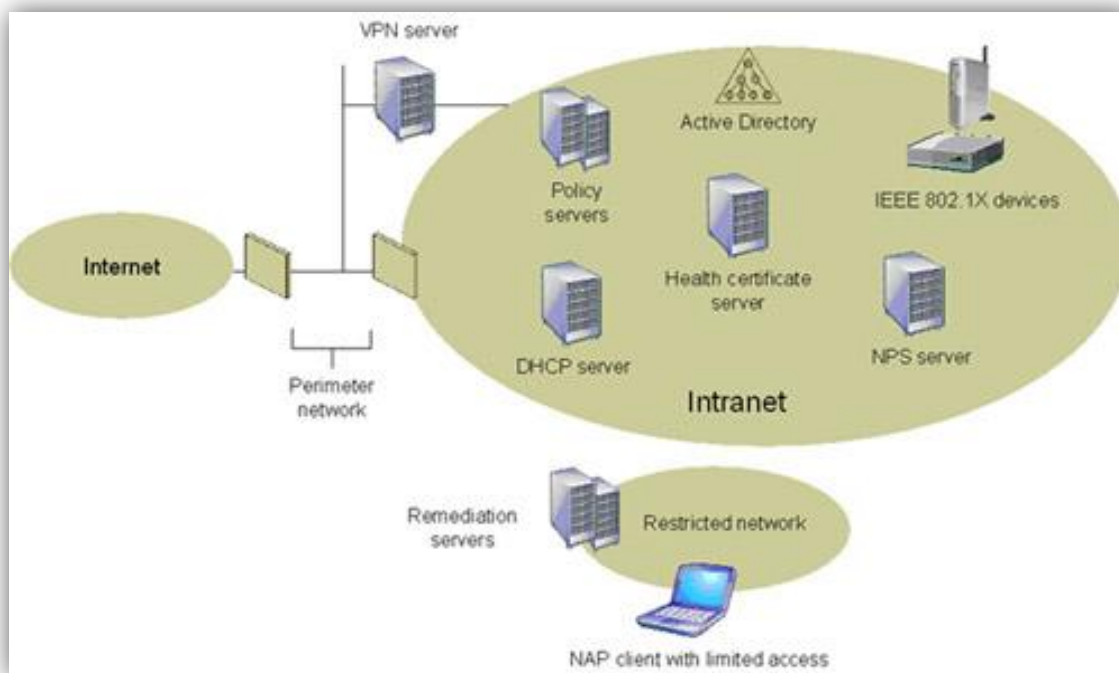 VPN server
Active Directory
Policy
servers
IEEE 802.1X devices
Internet
Health certificate
server
DHCP server
NPS server
Perimeter
network
Intranet
Remediation
servers
Restricted network
NAP client with limited access